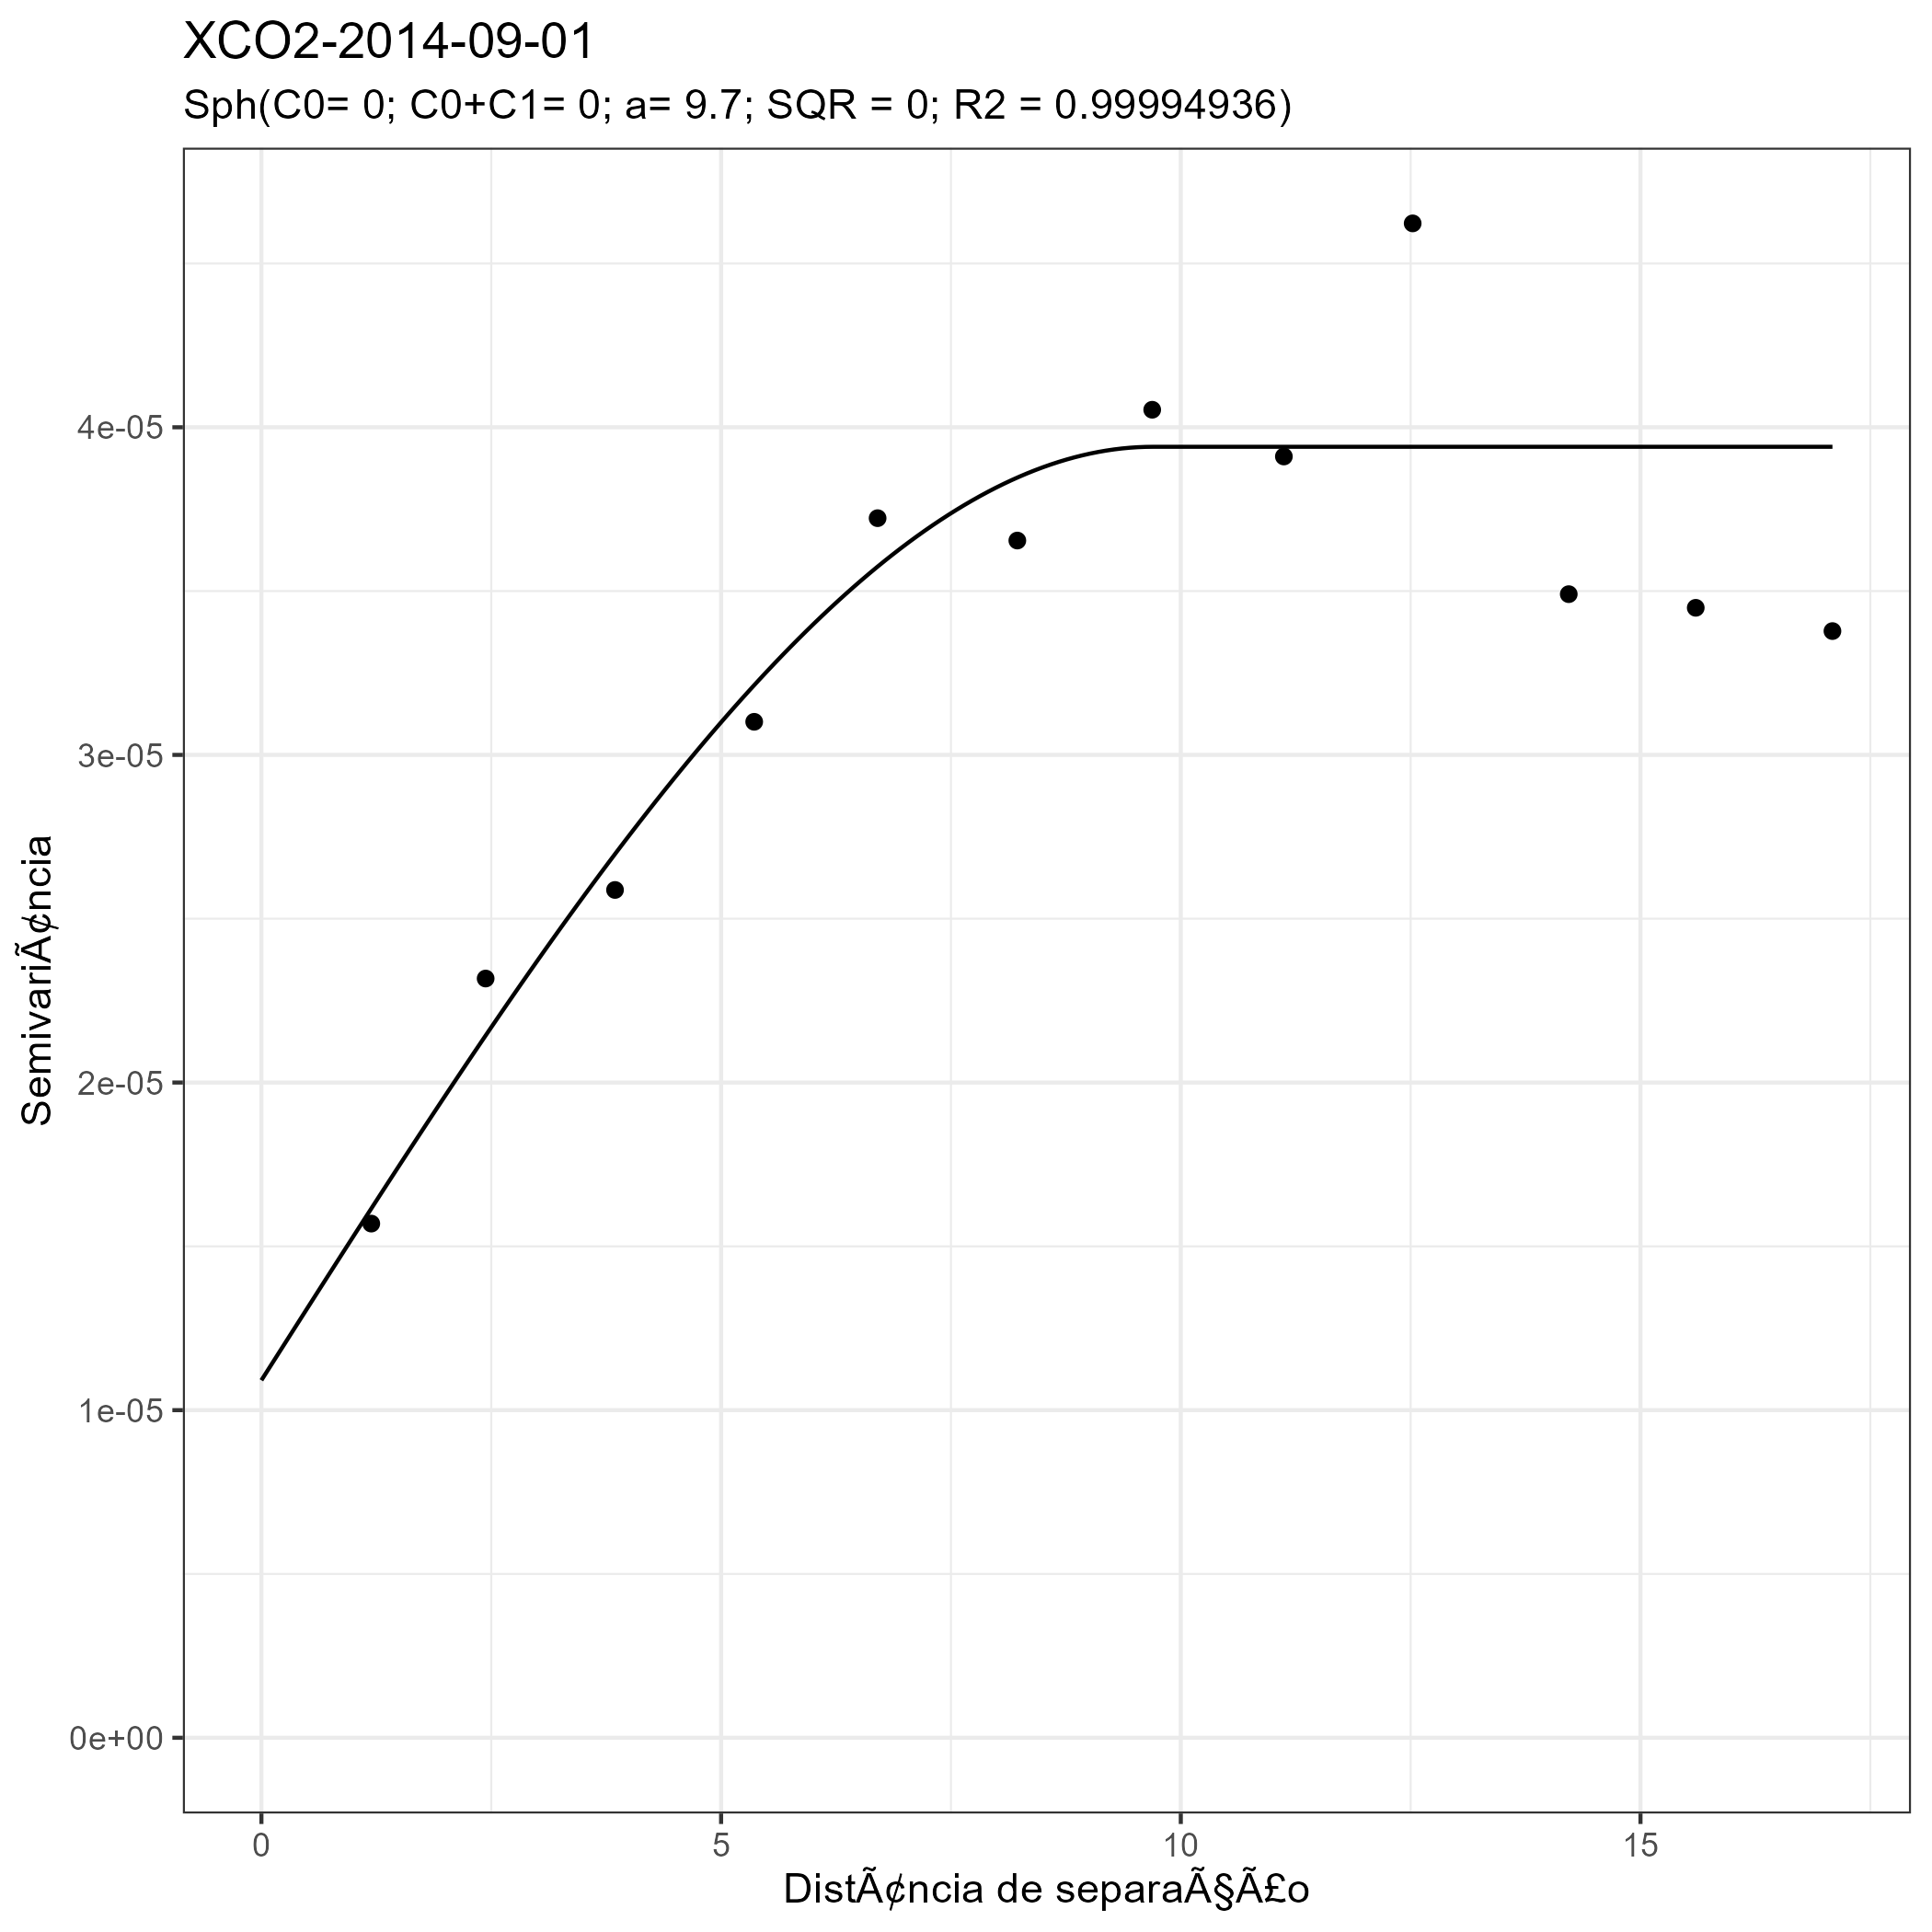 XCO2-2014-09-01
Sph(C0= 0; C0+C1= 0; a= 9.7; SQR = 0; R2 = 0.99994936)
SemivariÃ¢ncia
4e-05
3e-05
2e-05
1e-05
0e+00
0
5
10
15
DistÃ¢ncia de separaÃ§Ã£o